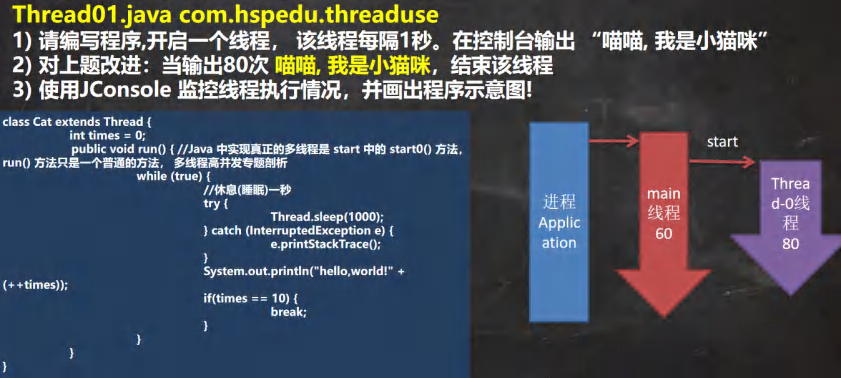 Thread01.java com.hspedu.threaduse
1) 请编写程序,开启一个线程， 该线程每隔1秒。在控制台输出 “喵喵, 我是小猫咪”
2) 对上题改进：当输出80次 喵喵, 我是小猫咪，结束该线程
3) 使用JConsole 监控线程执行情况，并画出程序示意图!
class Cat extends Thread {
int times = 0;
public void run() { //Java 中实现真正的多线程是 start 中的 start0() 方法,
run() 方法只是一个普通的方法， 多线程高并发专题剖析
while (true) {
//休息(睡眠)一秒
try {
Thread.sleep(1000);
} catch (InterruptedException e) {
e.printStackTrace();
}
System.out.println("hello,world!" +
(++times));
if(times == 10) {
break;
}
}
}
}
进程
Applic
ation
main
线程
60
start
Threa
d-0线
程
80